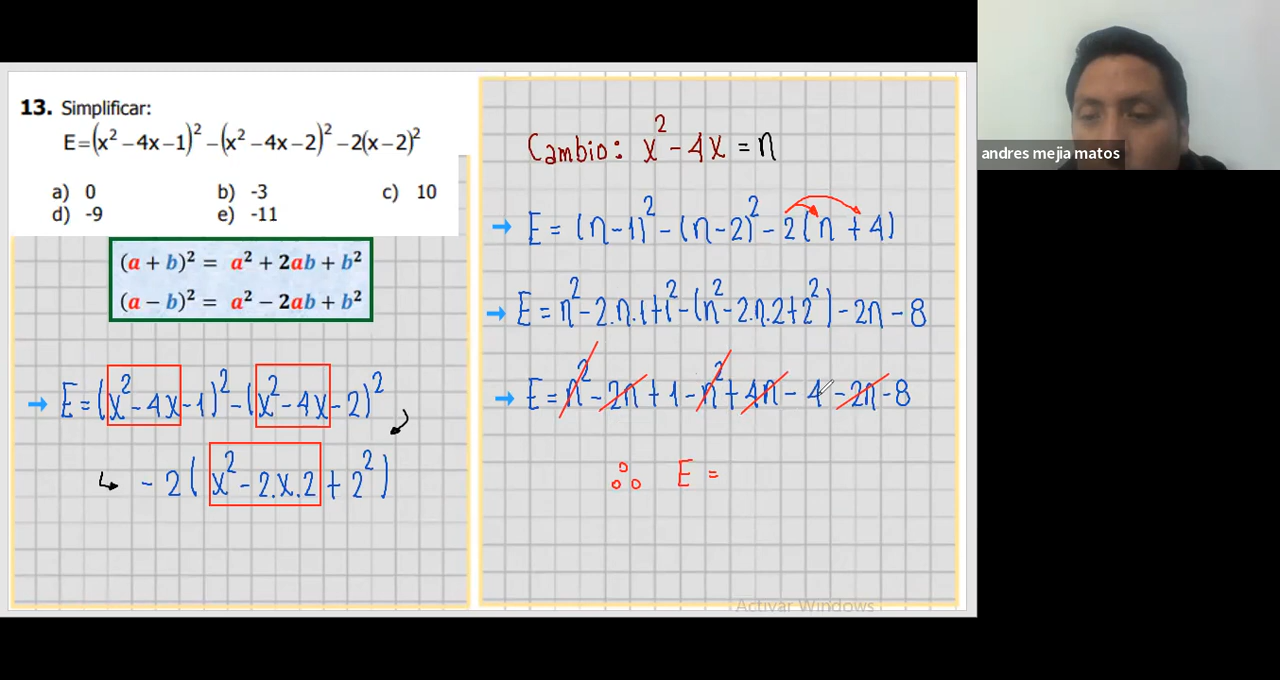 13. Simplificar:
E=(x² – 4x – 1)² – (x² – 4x – 2)² – 2(x – 2)²
a) 0 b) -3 c) 10
d) -9 e) -11
(a + b)² = a² + 2ab + b²
(a – b)² = a² – 2ab + b²
→ E = (x² - 4x - 1)² - (x² - 4x - 2)²
- 2(x² - 2.x.2 + 2²)
Cambio: x² - 4x = n
→ E = (n - 1)² - (n - 2)² - 2(n + 4)
→ E = n² - 2.n.1 + 1² - (n² - 2.n.2 + 2²) - 2n - 8
→ E = n² - 2n + 1 - n² + 4n - 4 - 2n - 8
∴ E =
andres mejia matos
Activar Windows